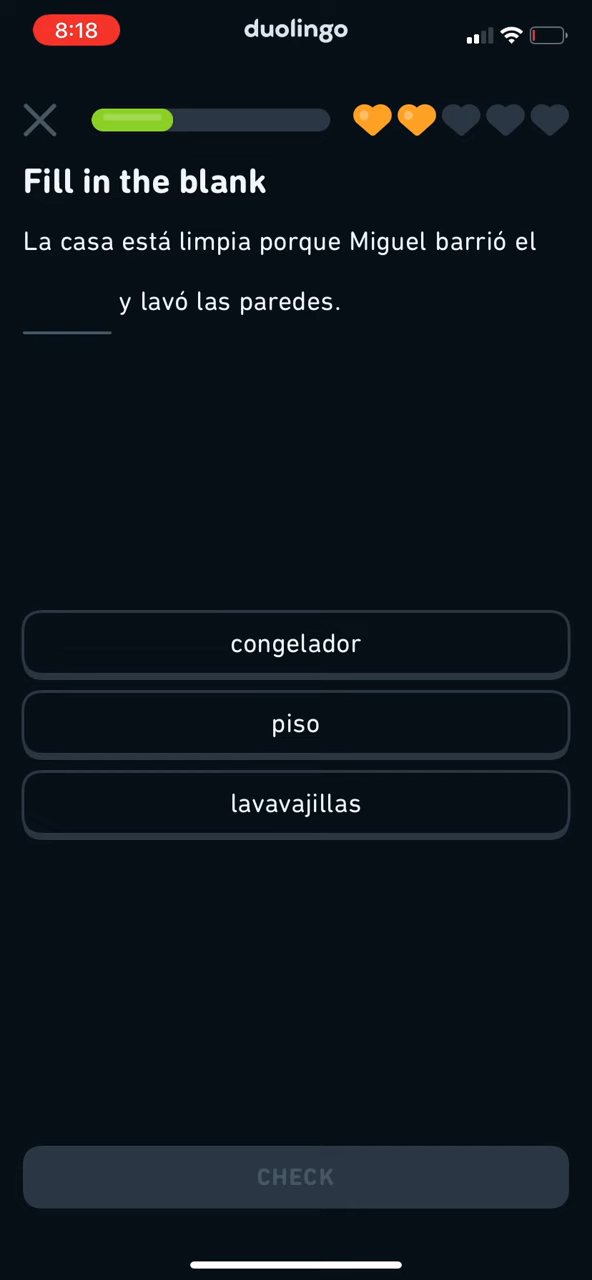 8:18
duolingo
Fill in the blank
La casa está limpia porque Miguel barrió el
y lavó las paredes.
congelador
piso
lavavajillas
CHECK